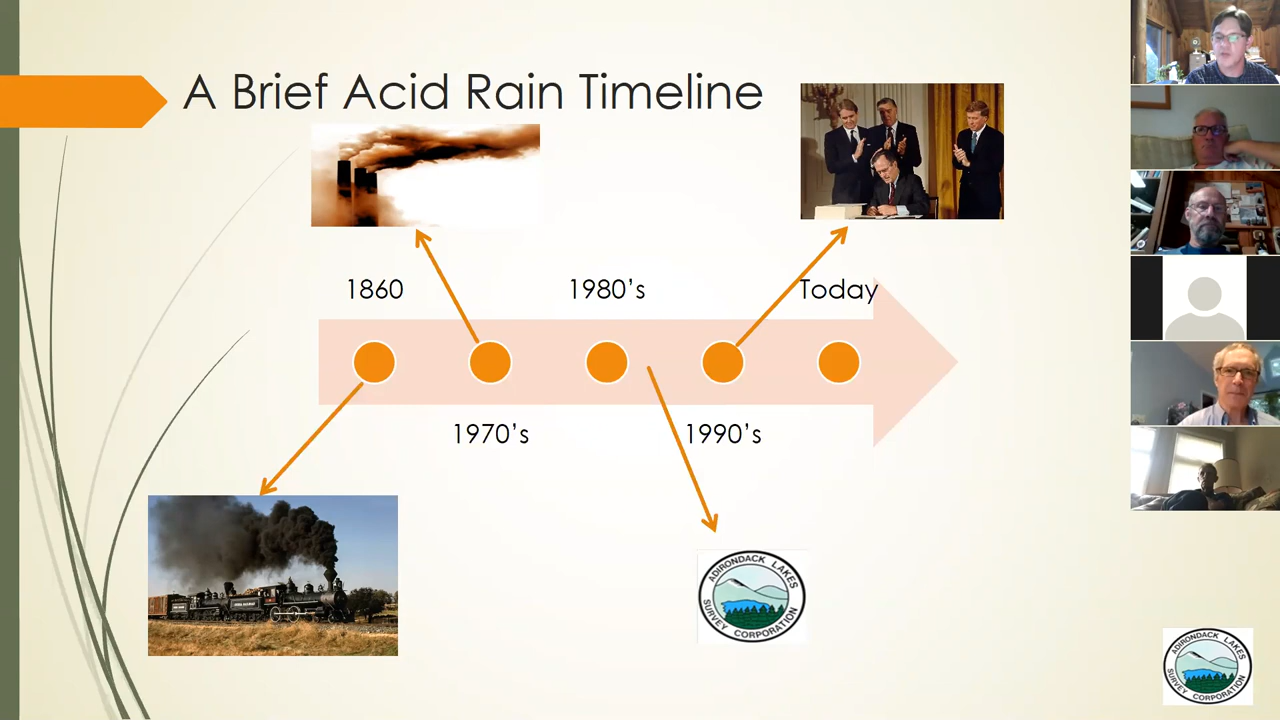 A Brief Acid Rain Timeline
1860
1980's
Today
1970's
1990's
ADIRONDACK LAKES
SURVEY CORPORATION
ADIRONDACK LAKES
SURVEY CORPORATION